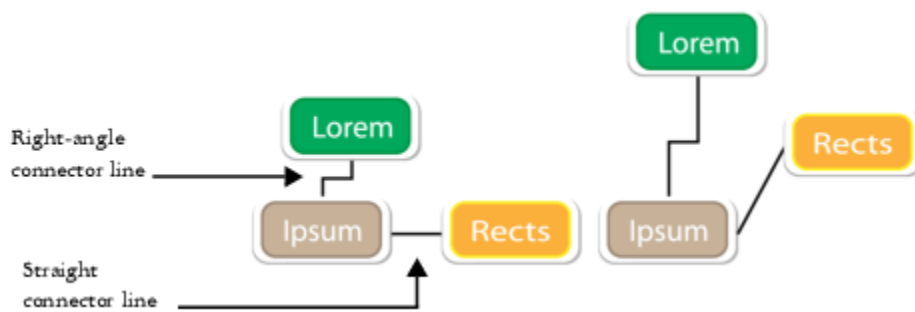 Lorem
Lorem
Right-angle
connector line
Rects
Ipsum
Rects
Ipsum
Straight
connector line